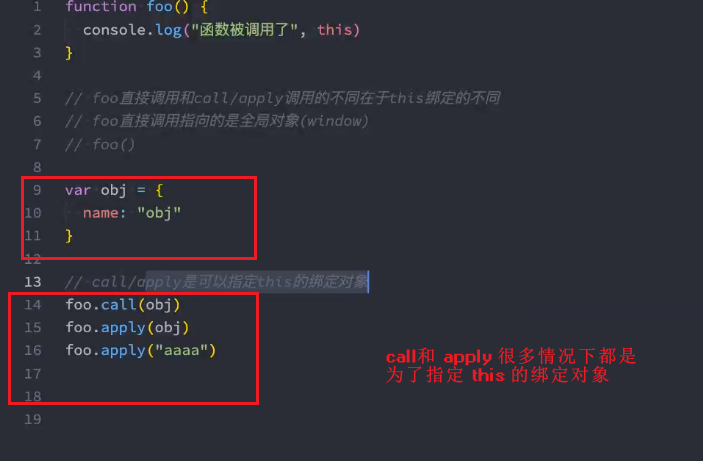 1 function foo() {
2 console.log("函数被调用了", this)
3 }
4
5 // foo直接调用和call/apply调用的不同在于this绑定的不同
6 // foo直接调用指向的是全局对象(window)
7 // foo()
8
9 var obj = {
10 name: "obj"
11 }
12
13 // call/apply是可以指定this的绑定对象
14 foo.call(obj)
15 foo.apply(obj)
16 foo.apply("aaaa")
17
18
19
call和 apply 很多情况下都是
为了指定 this 的绑定对象